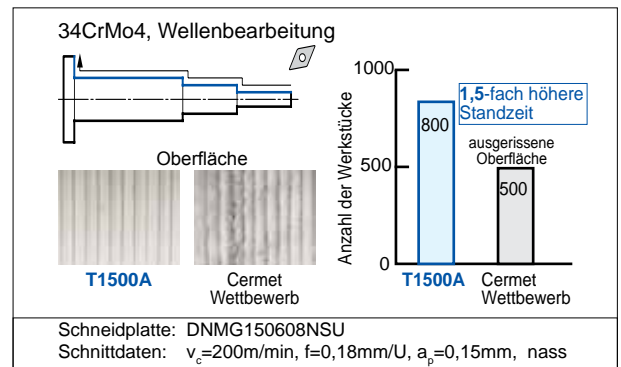 34CrMo4, Wellenbearbeitung
Oberfläche
T1500A
Cermet
Wettbewerb
Anzahl der Werkstücke
1000
500
0
1,5-fach höhere
Standzeit
800
ausgerissene
Oberfläche
500
T1500A
Cermet
Wettbewerb
Schneidplatte: DNMG150608NSU
Schnittdaten: vc=200m/min, f=0,18mm/U, ap=0,15mm, nass